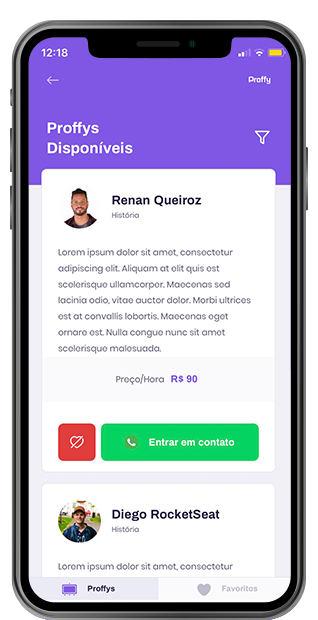 12:18
Proffy
Proffys
Disponíveis
Renan Queiroz
História
Lorem ipsum dolor sit amet, consectetur
adipiscing elit. Aliquam at elit quis est
scelerisque ullamcorper. Maecenas sed
lacinia odio, vitae auctor dolor. Morbi ultrices
est at convallis lobortis. Maecenas eget
ornare est. Nulla congue nunc sit amet
scelerisque malesuada.
Preço/Hora R$ 90
Entrar em contato
Diego RocketSeat
História
Lorem ipsum dolor sit amet, consectetur
Proffys Favoritos